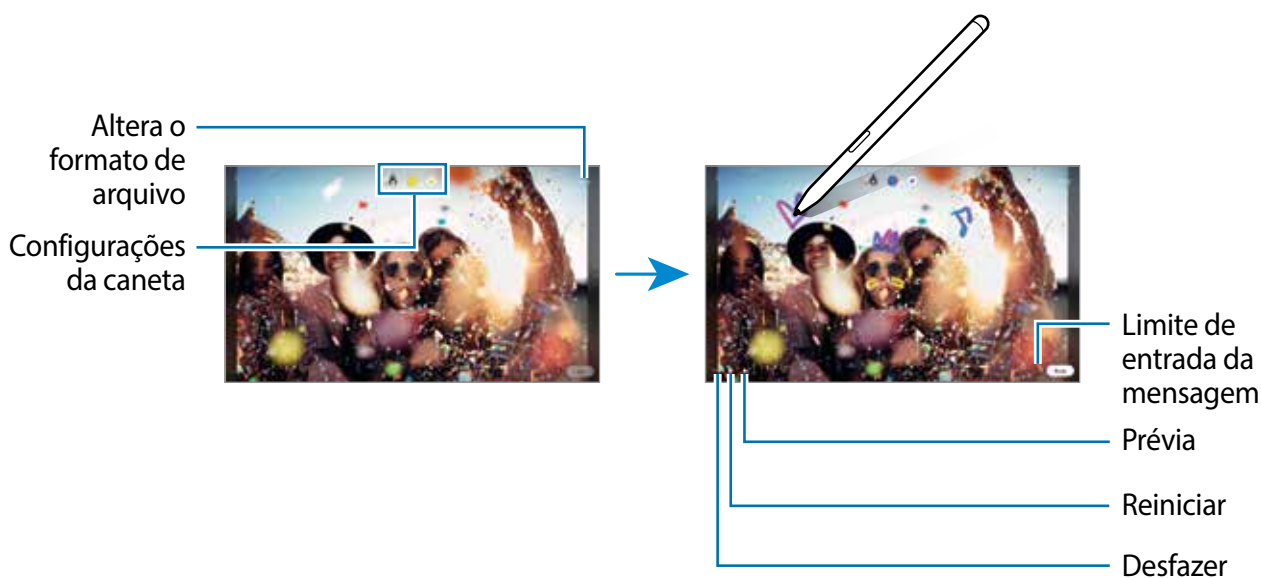 Altera o
formato de
arquivo
Configurações
da caneta
Limite de
entrada da
mensagem
Prévia
Reiniciar
Desfazer